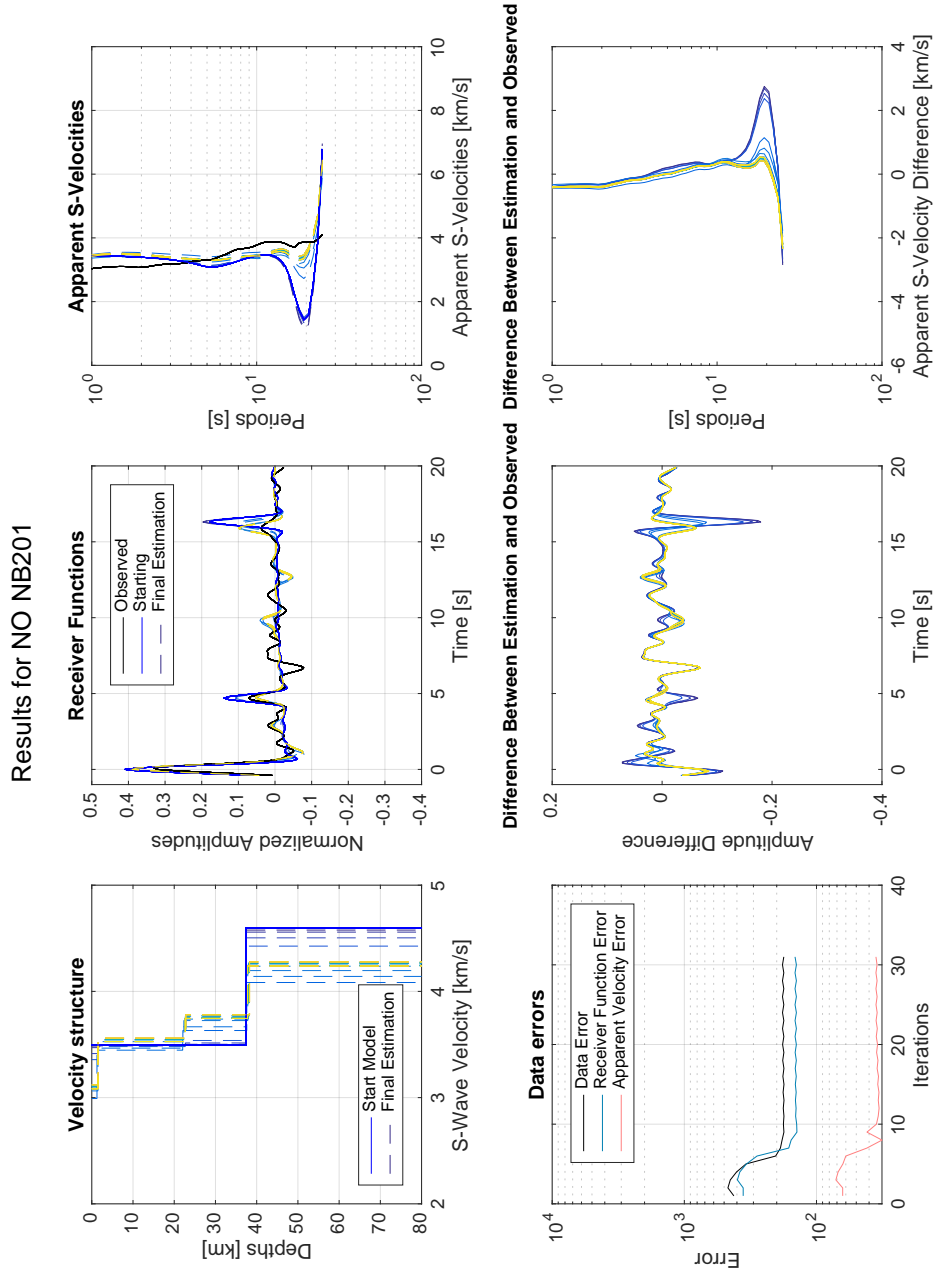 Results for NO NB201
Velocity structure
0
10
20
30
40
50
60
70
80
Depths [km]
2
3
4
5
S-Wave Velocity [km/s]
Start Model
Final Estimation
Receiver Functions
0.5
0.4
0.3
0.2
0.1
0
-0.1
-0.2
-0.3
-0.4
Normalized Amplitudes
0
5
10
15
20
Time [s]
Observed
Starting
Final Estimation
Apparent S-Velocities
10^0
10^1
10^2
Periods [s]
0
2
4
6
8
10
Apparent S-Velocities [km/s]
Data errors
10^4
10^3
10^2
Error
0
10
20
30
40
Iterations
Data Error
Receiver Function Error
Apparent Velocity Error
Difference Between Estimation and Observed
0.2
0
-0.2
-0.4
Amplitude Difference
0
5
10
15
20
Time [s]
Difference Between Estimation and Observed
10^0
10^1
10^2
Periods [s]
-6
-4
-2
0
2
4
Apparent S-Velocity Difference [km/s]